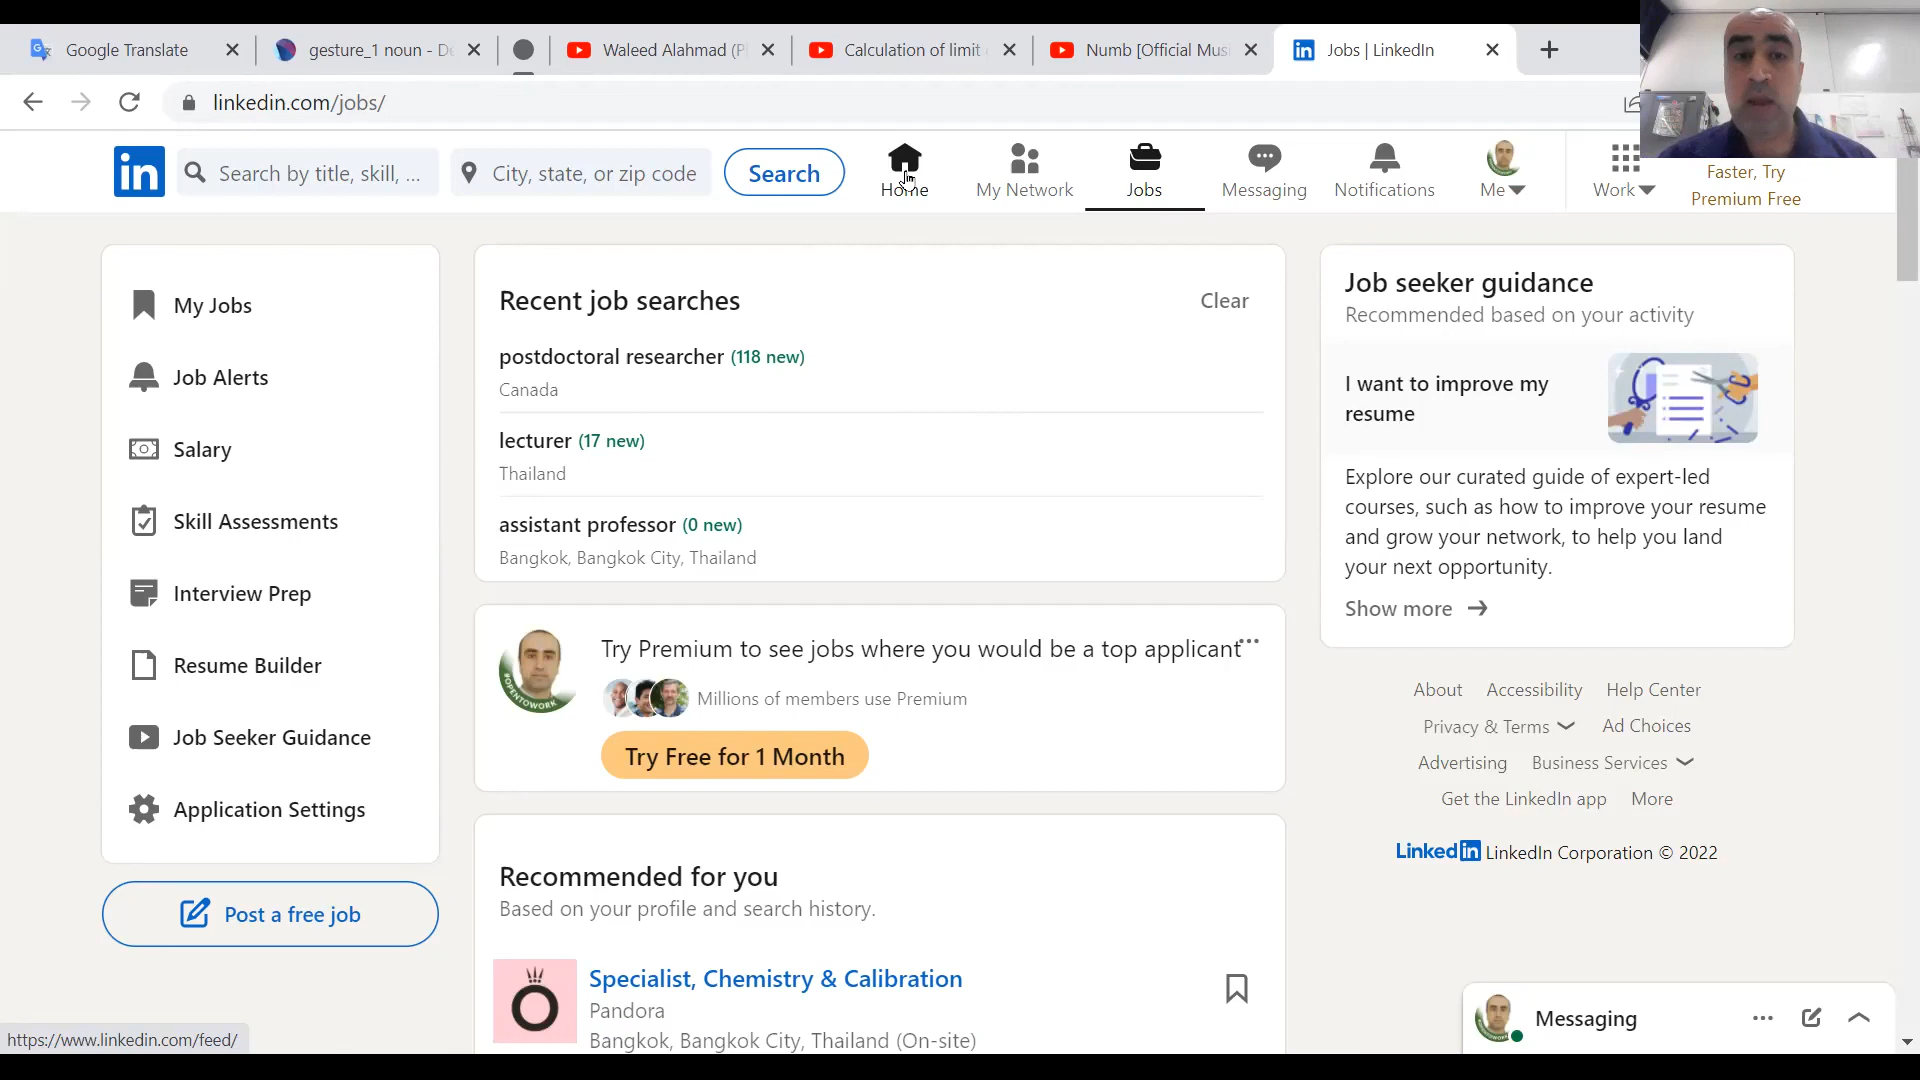 Google Translate
gesture_1 noun - De
Waleed Alahmad (P
Calculation of limit
Numb [Official Mus
Jobs | LinkedIn
linkedin.com/jobs/
in
Search by title, skill, ...
City, state, or zip code
Search
Home
My Network
Jobs
Messaging
Notifications
Me
Work
Faster, Try
Premium Free
My Jobs
Job Alerts
Salary
Skill Assessments
Interview Prep
Resume Builder
Job Seeker Guidance
Application Settings
Post a free job
Recent job searches
Clear
postdoctoral researcher (118 new)
Canada
lecturer (17 new)
Thailand
assistant professor (0 new)
Bangkok, Bangkok City, Thailand
#OPENTOWORK
Try Premium to see jobs where you would be a top applicant
Millions of members use Premium
Try Free for 1 Month
Recommended for you
Based on your profile and search history.
Specialist, Chemistry & Calibration
Pandora
Bangkok, Bangkok City, Thailand (On-site)
Job seeker guidance
Recommended based on your activity
I want to improve my
resume
Explore our curated guide of expert-led
courses, such as how to improve your resume
and grow your network, to help you land
your next opportunity.
Show more
About Accessibility Help Center
Privacy & Terms Ad Choices
Advertising Business Services
Get the LinkedIn app More
LinkedIn LinkedIn Corporation © 2022
Messaging
https://www.linkedin.com/feed/